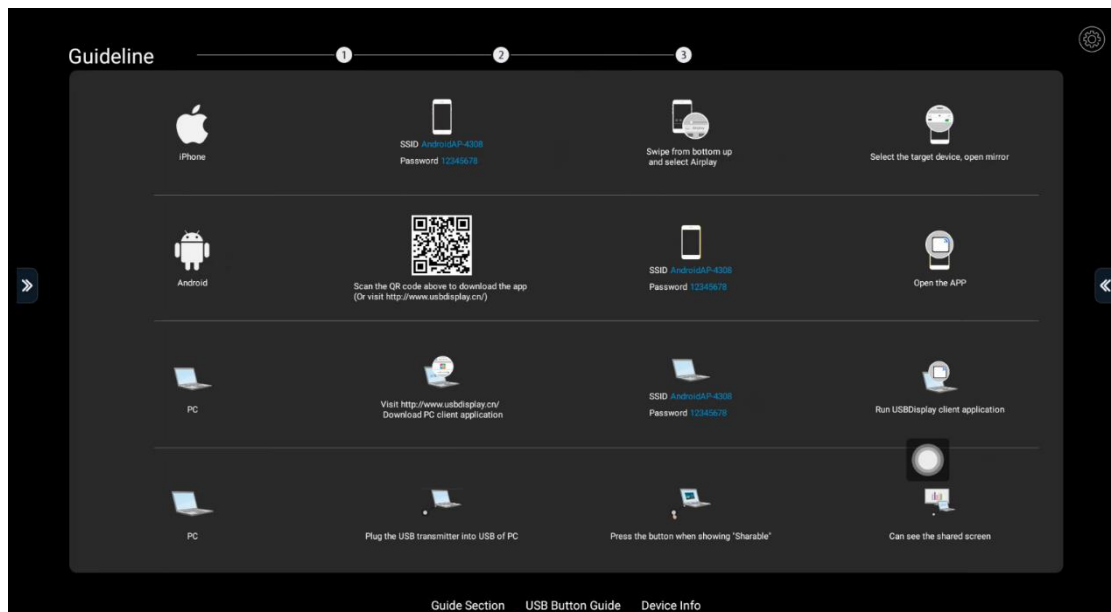 Guideline
1
2
3
iPhone
SSID AndroidAP-4308
Password 12345678
Swipe from bottom up
and select Airplay
Select the target device, open mirror
Android
Scan the QR code above to download the app
(Or visit http://www.usbdisplay.cn/)
SSID AndroidAP-4308
Password 12345678
Open the APP
PC
Visit http://www.usbdisplay.cn/
Download PC client application
SSID AndroidAP-4308
Password 12345678
Run USBDisplay client application
PC
Plug the USB transmitter into USB of PC
Press the button when showing "Sharable"
Can see the shared screen
Guide Section
USB Button Guide
Device Info